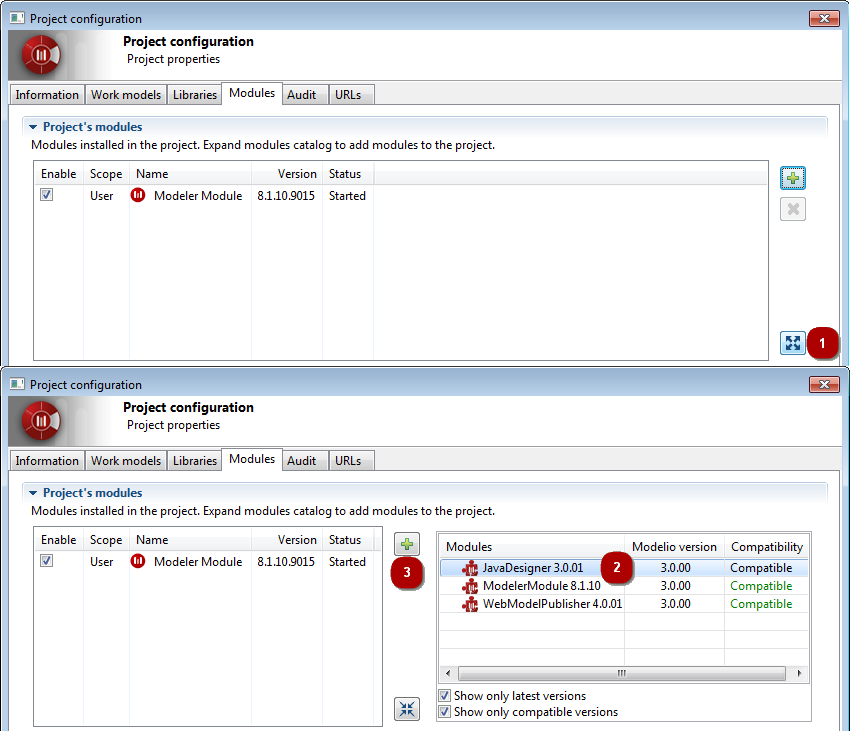 Project configuration
Project configuration
Project properties
Information Work models Libraries Modules Audit URLs
Project's modules
Modules installed in the project. Expand modules catalog to add modules to the project.
Enable Scope Name Version Status
User Modeler Module 8.1.10.9015 Started
1
Project configuration
Project configuration
Project properties
Information Work models Libraries Modules Audit URLs
Project's modules
Modules installed in the project. Expand modules catalog to add modules to the project.
Enable Scope Name Version Status
User Modeler Module 8.1.10.9015 Started
3
Modules Modelio version Compatibility
JavaDesigner 3.0.01 2 3.0.00 Compatible
ModelerModule 8.1.10 3.0.00 Compatible
WebModelPublisher 4.0.01 3.0.00 Compatible
Show only latest versions
Show only compatible versions